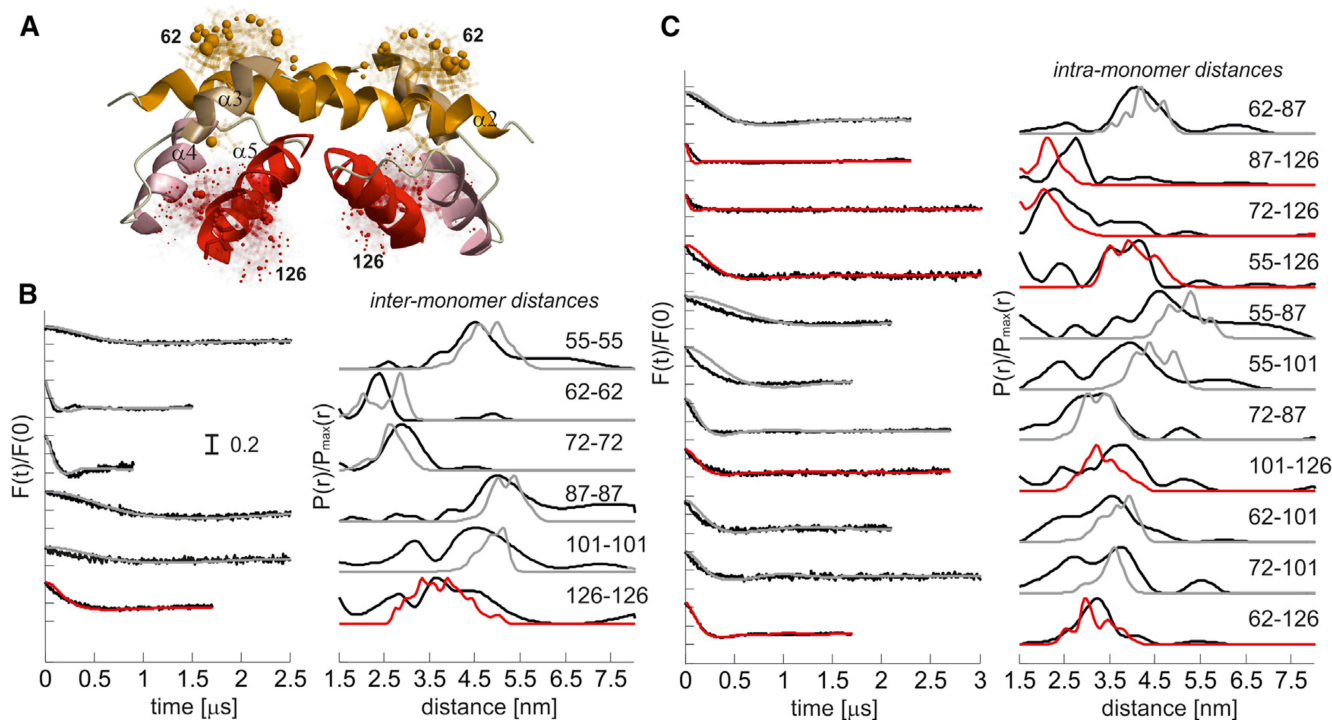 A
62
62
α3
α2
α4
α5
126
126
B
inter-monomer distances
F(t)/F(0)
0.2
P(r)/Pmax(r)
55-55
62-62
72-72
87-87
101-101
126-126
0 0.5 1 1.5 2 2.5
time [μs]
1.5 2.5 3.5 4.5 5.5 6.5 7.5
distance [nm]
C
intra-monomer distances
F(t)/F(0)
P(r)/Pmax(r)
62-87
87-126
72-126
55-126
55-87
55-101
72-87
101-126
62-101
72-101
62-126
0 0.5 1 1.5 2 2.5 3
time [μs]
1.5 2.5 3.5 4.5 5.5 6.5 7.5
distance [nm]